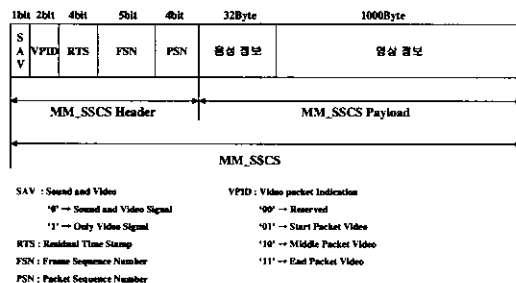 1bit 2bit 4bit 5bit 4bit 32Byte 1000Byte
SAV VPID RTS FSN PSN 음성 정보 영상 정보
MM_SSCS Header MM_SSCS Payload
MM_SSCS
SAV : Sound and Video
'0' → Sound and Video Signal
'1' → Only Video Signal
RTS : Residual Time Stamp
FSN : Frame Sequence Number
PSN : Packet Sequence Number
VPID : Video packet Indication
'00' → Reserved
'01' → Start Packet Video
'10' → Middle Packet Video
'11' → End Packet Video